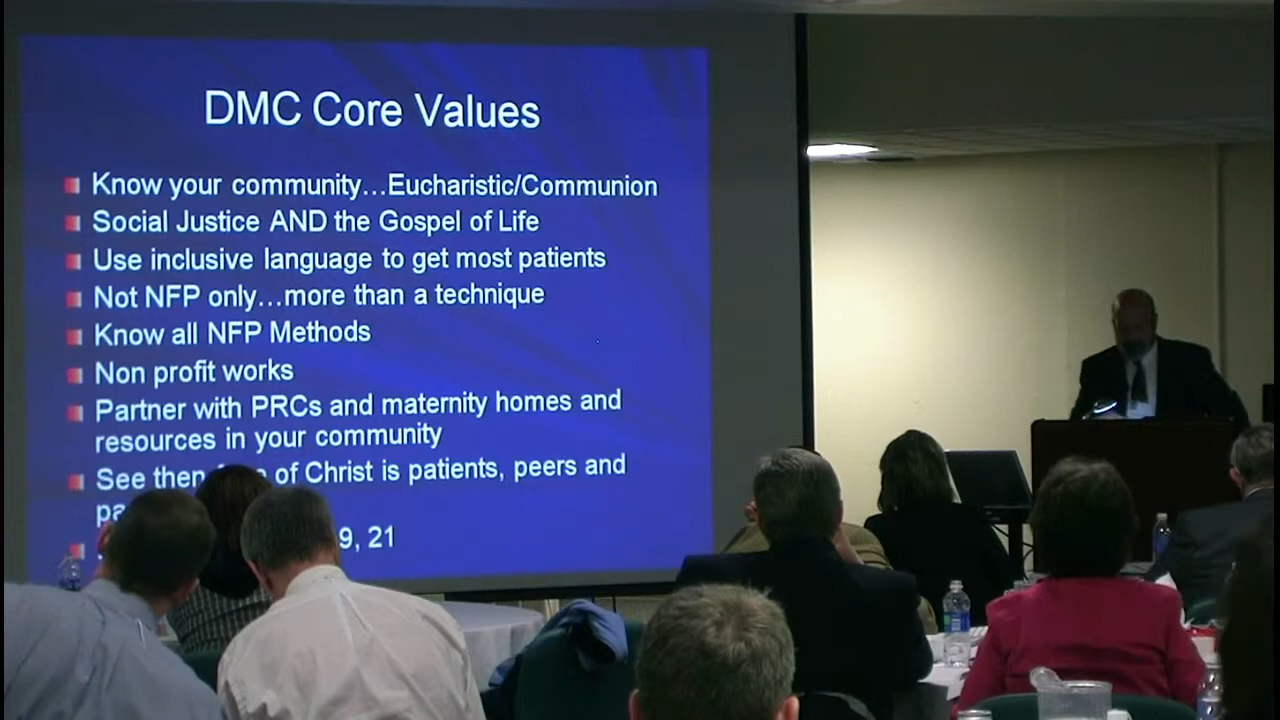 DMC Core Values
Know your community…Eucharistic/Communion
Social Justice AND the Gospel of Life
Use inclusive language to get most patients
Not NFP only…more than a technique
Know all NFP Methods
Non profit works
Partner with PRCs and maternity homes and
resources in your community
See then of Christ is patients, peers and
9, 21